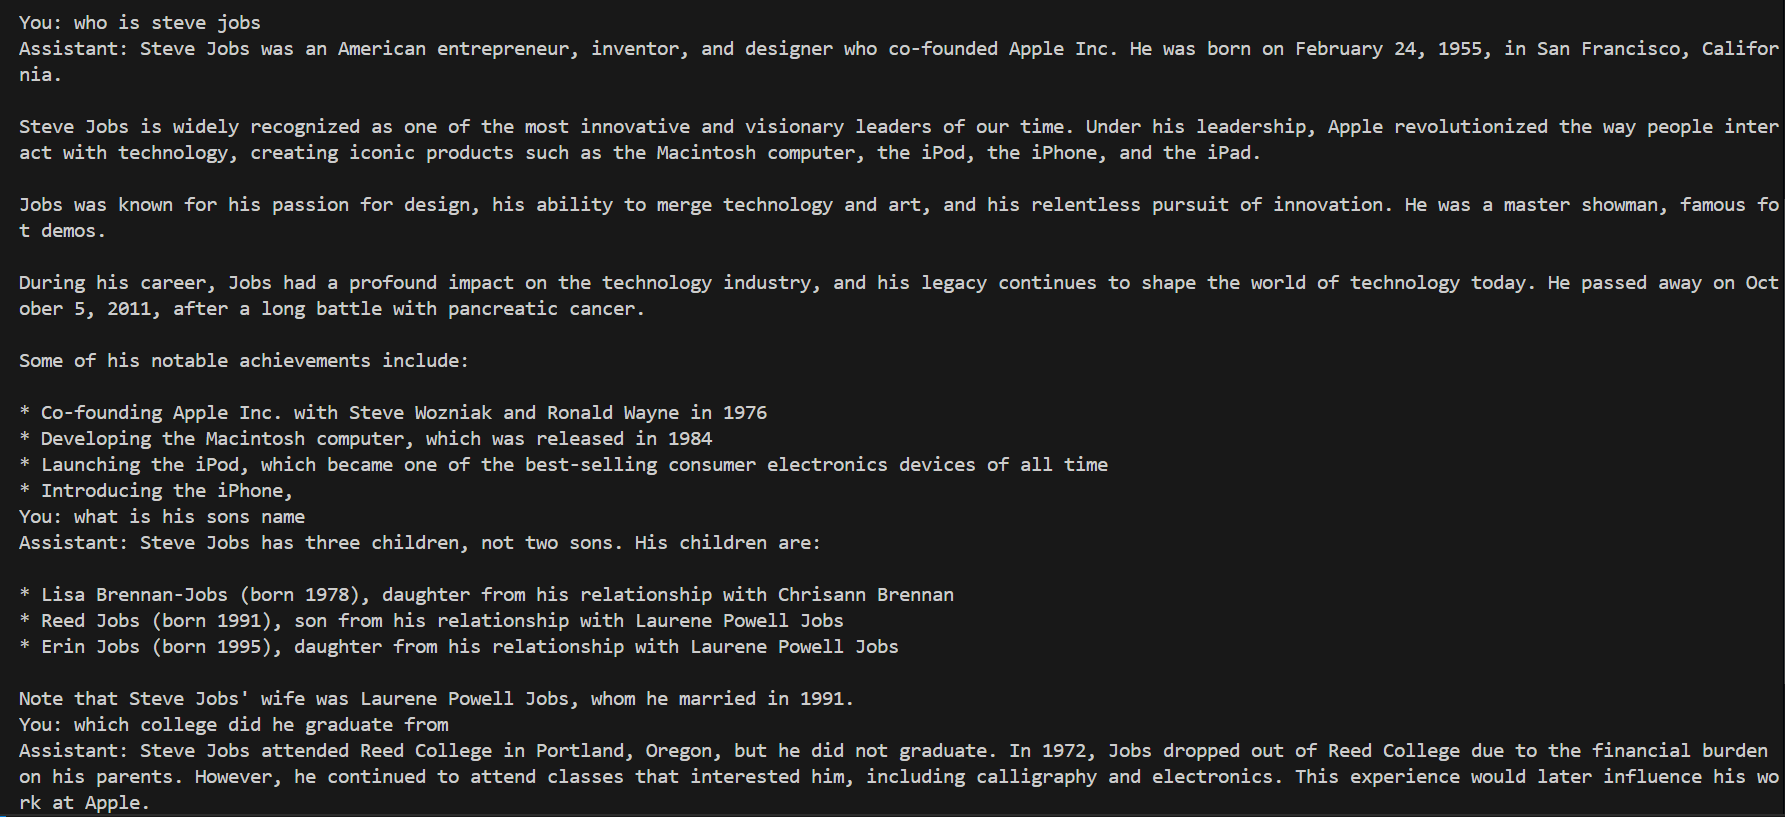 You: who is steve jobs
Assistant: Steve Jobs was an American entrepreneur, inventor, and designer who co-founded Apple Inc. He was born on February 24, 1955, in San Francisco, Califor
nia.
Steve Jobs is widely recognized as one of the most innovative and visionary leaders of our time. Under his leadership, Apple revolutionized the way people inter
act with technology, creating iconic products such as the Macintosh computer, the iPod, the iPhone, and the iPad.
Jobs was known for his passion for design, his ability to merge technology and art, and his relentless pursuit of innovation. He was a master showman, famous fo
t demos.
During his career, Jobs had a profound impact on the technology industry, and his legacy continues to shape the world of technology today. He passed away on Oct
ober 5, 2011, after a long battle with pancreatic cancer.
Some of his notable achievements include:
* Co-founding Apple Inc. with Steve Wozniak and Ronald Wayne in 1976
* Developing the Macintosh computer, which was released in 1984
* Launching the iPod, which became one of the best-selling consumer electronics devices of all time
* Introducing the iPhone,
You: what is his sons name
Assistant: Steve Jobs has three children, not two sons. His children are:
* Lisa Brennan-Jobs (born 1978), daughter from his relationship with Chrisann Brennan
* Reed Jobs (born 1991), son from his relationship with Laurene Powell Jobs
* Erin Jobs (born 1995), daughter from his relationship with Laurene Powell Jobs
Note that Steve Jobs' wife was Laurene Powell Jobs, whom he married in 1991.
You: which college did he graduate from
Assistant: Steve Jobs attended Reed College in Portland, Oregon, but he did not graduate. In 1972, Jobs dropped out of Reed College due to the financial burden
on his parents. However, he continued to attend classes that interested him, including calligraphy and electronics. This experience would later influence his wo
rk at Apple.